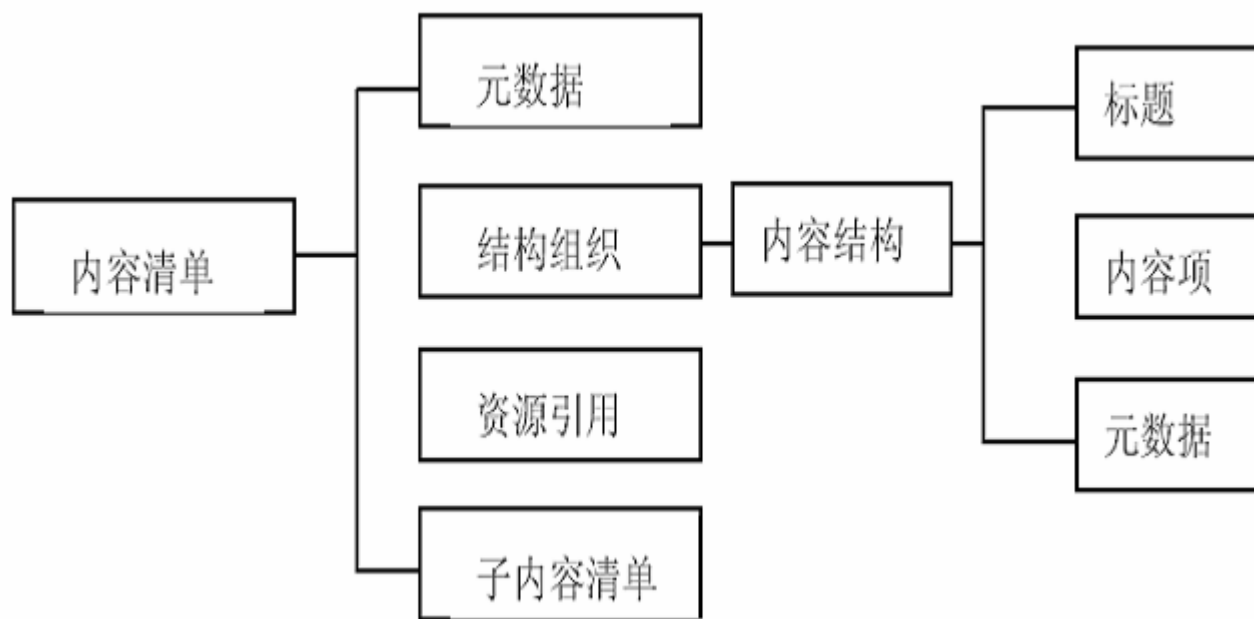 内容清单
元数据
结构组织
资源引用
子内容清单
内容结构
标题
内容项
元数据